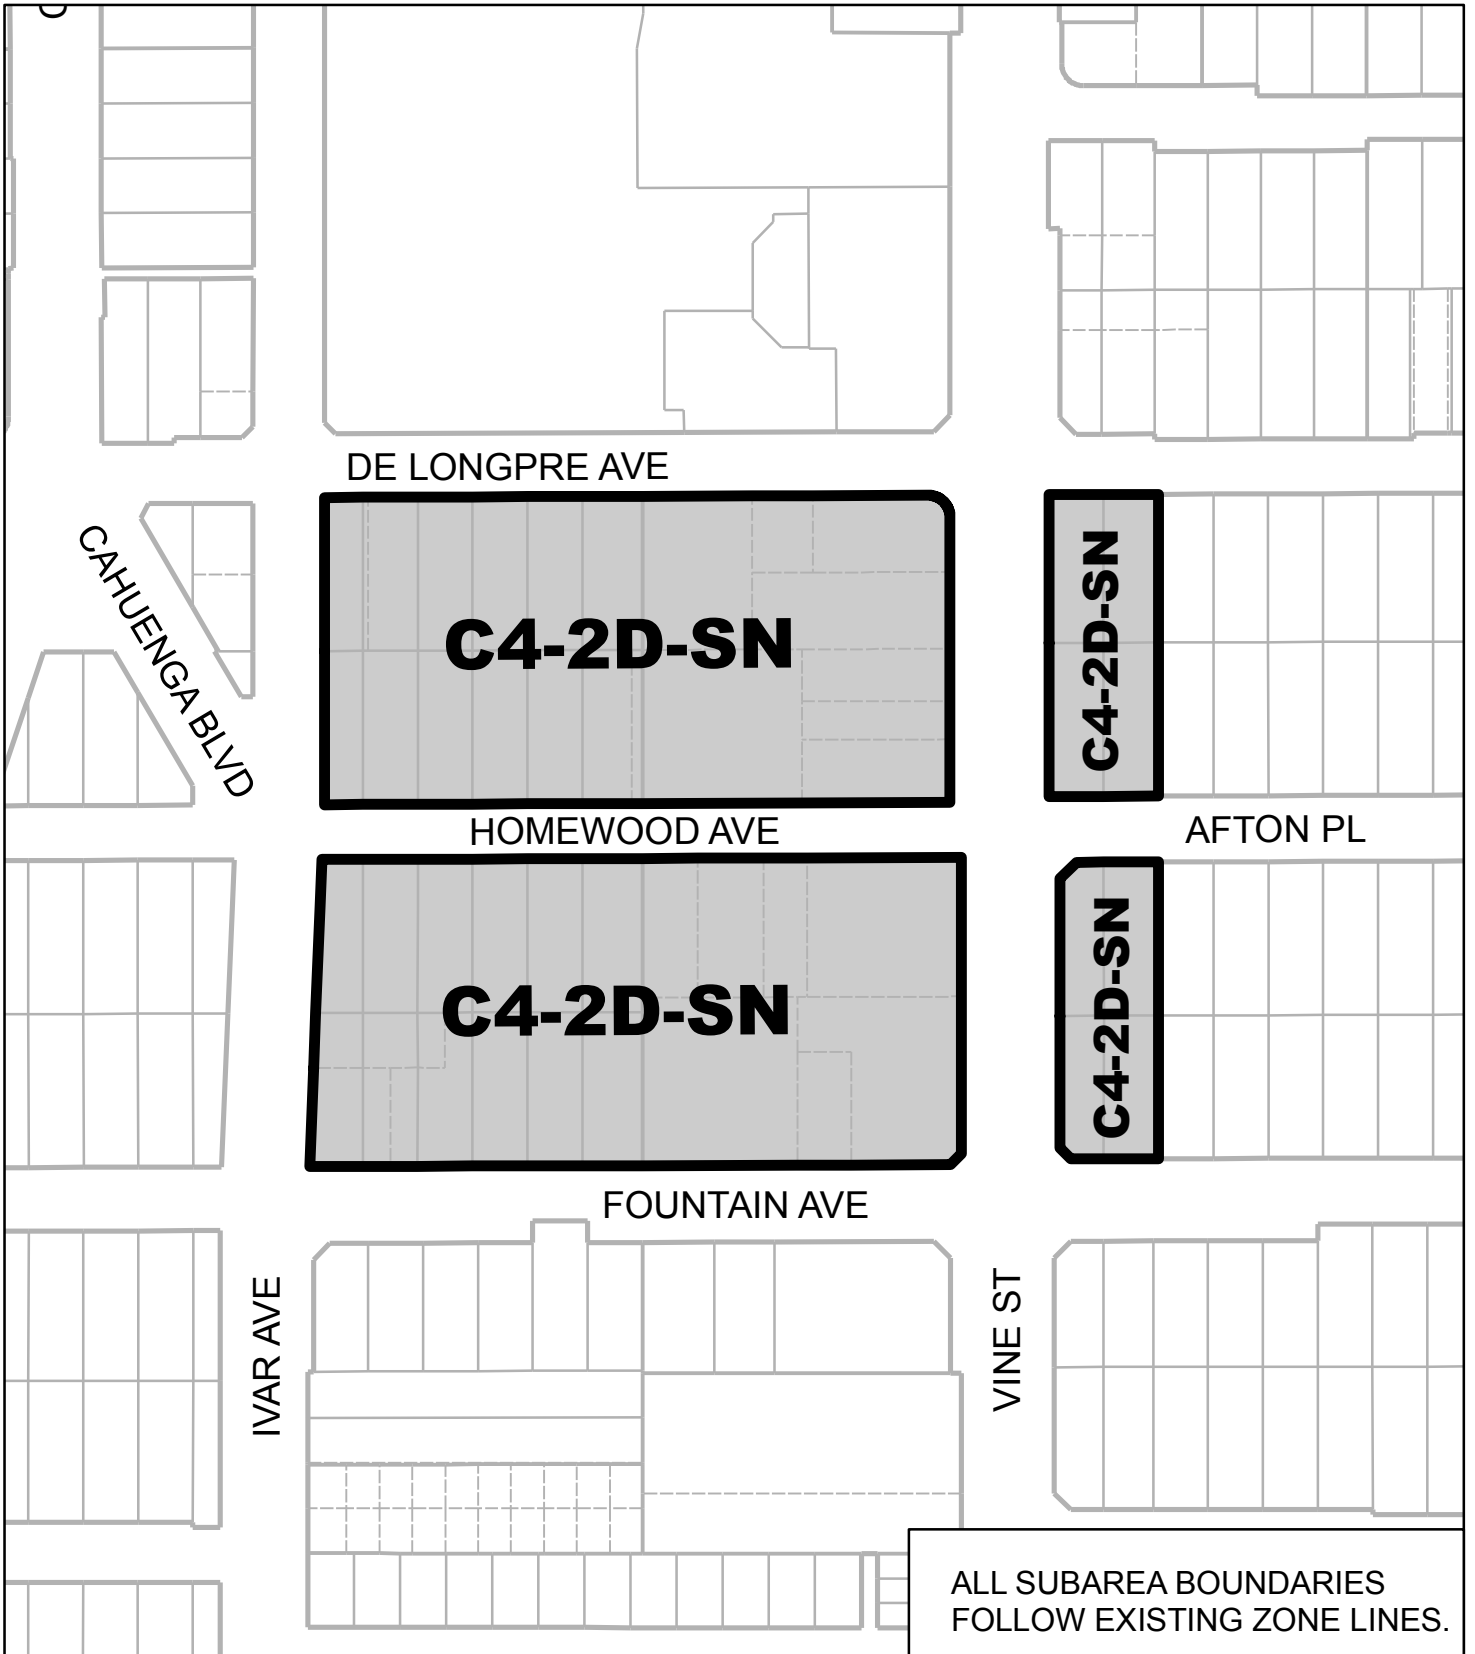 DE LONGPRE AVE
CAHUENGA BLVD
C4-2D-SN
C4-2D-SN
HOMEWOOD AVE
AFTON PL
C4-2D-SN
C4-2D-SN
FOUNTAIN AVE
IVAR AVE
VINE ST
ALL SUBAREA BOUNDARIES
FOLLOW EXISTING ZONE LINES.